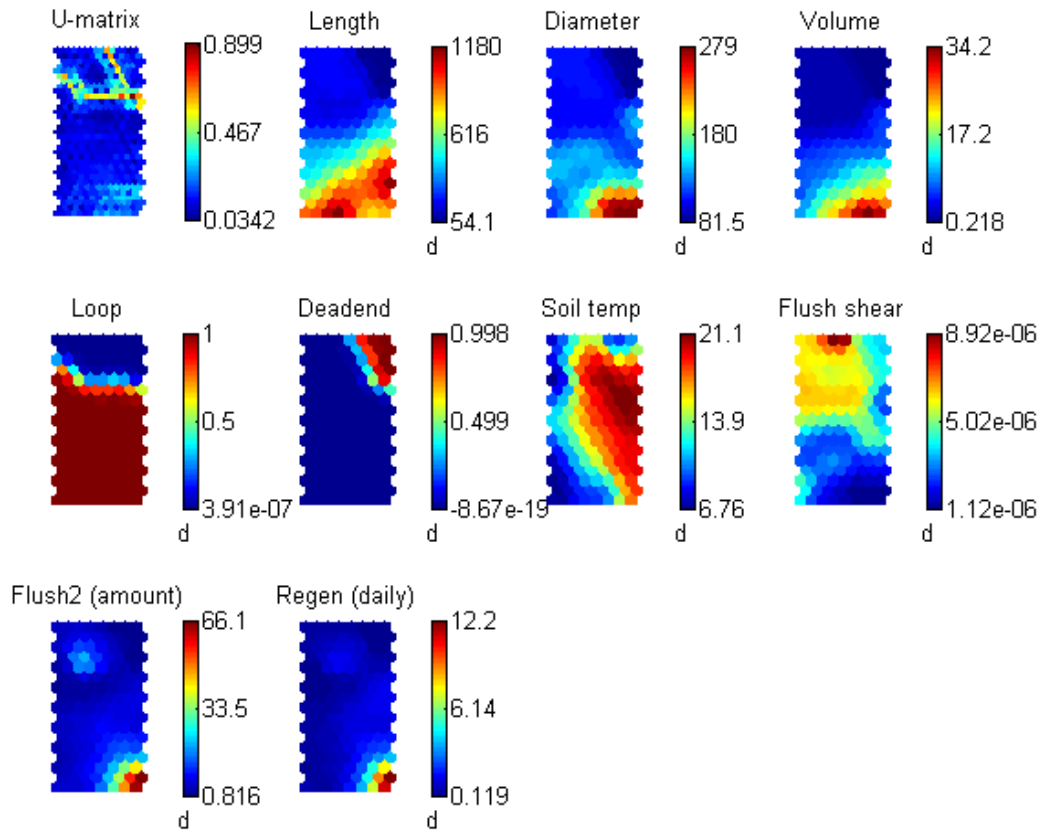 U-matrix
0.899
0.467
0.0342
Length
1180
616
54.1
d
Diameter
279
180
81.5
d
Volume
34.2
17.2
0.218
d
Loop
1
0.5
3.91e-07
d
Deadend
0.998
0.499
-8.67e-19
d
Soil temp
21.1
13.9
6.76
d
Flush shear
8.92e-06
5.02e-06
1.12e-06
d
Flush2 (amount)
66.1
33.5
0.816
d
Regen (daily)
12.2
6.14
0.119
d